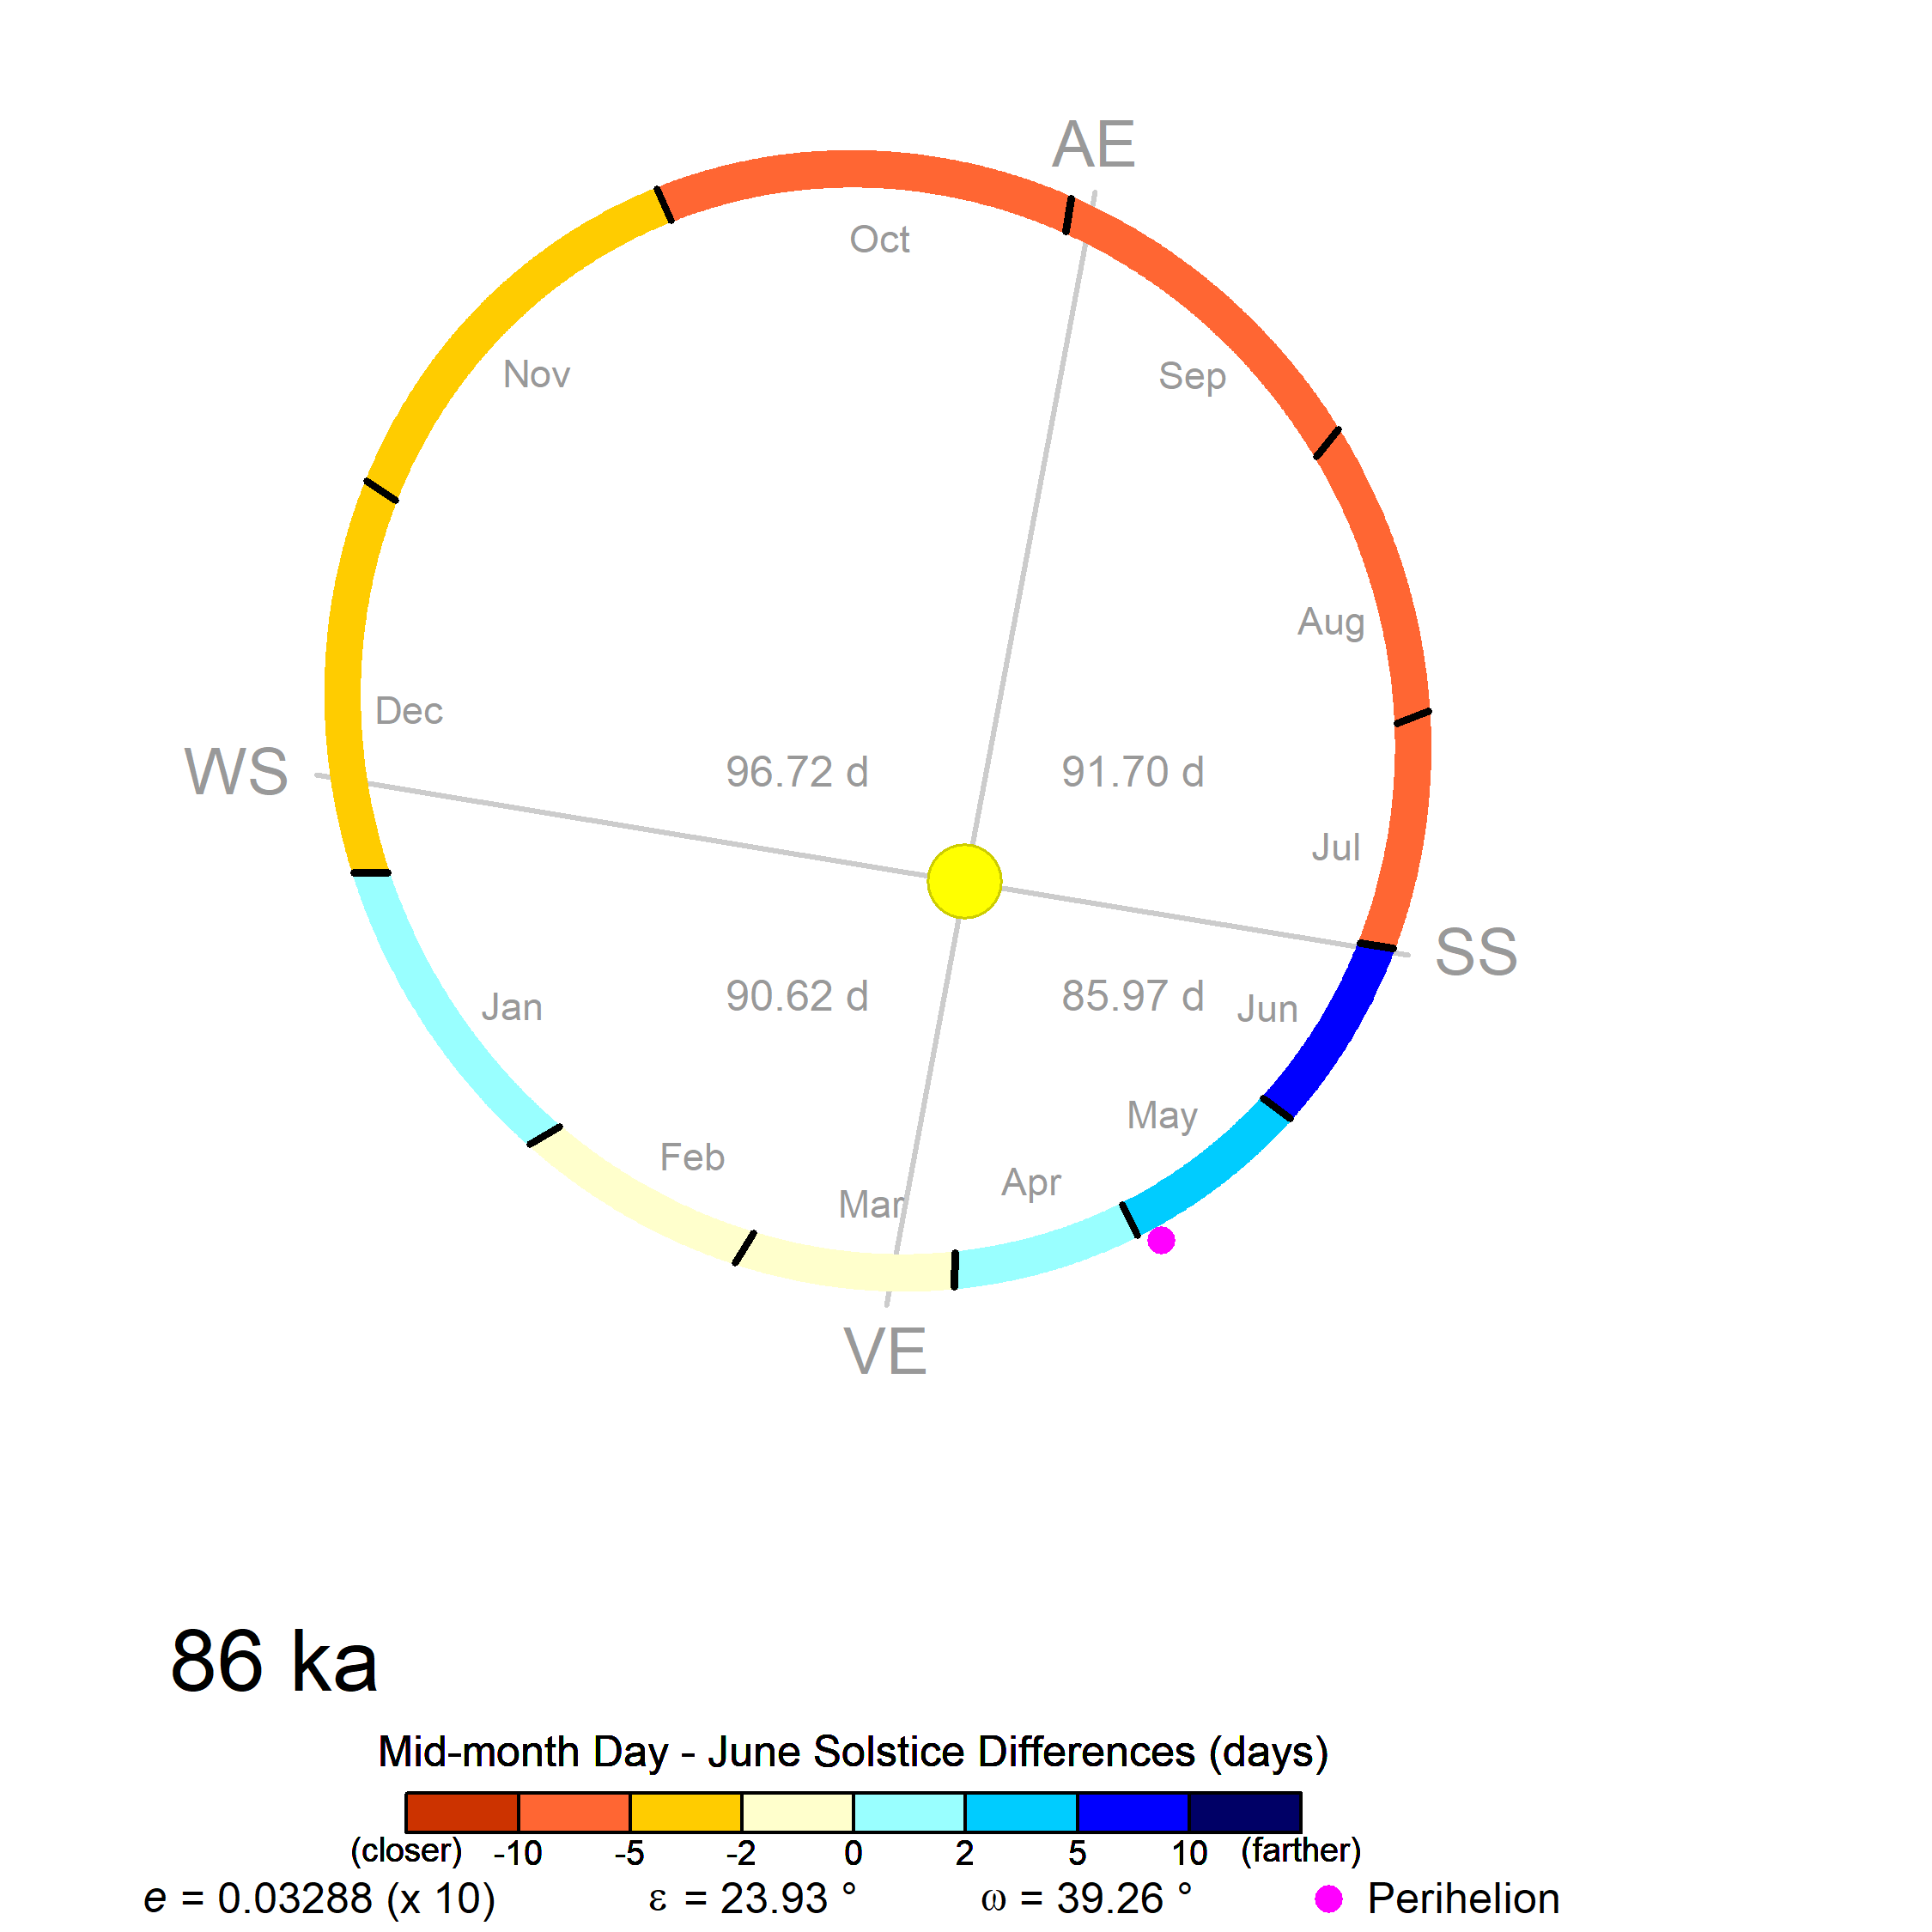 AE
Oct
Nov
Sep
Aug
Dec
WS
96.72 d
91.70 d
Jul
SS
90.62 d
85.97 d
Jan
Jun
May
Feb
Apr
Mar
VE
86 ka
Mid-month Day - June Solstice Differences (days)
(closer) -10 -5 -2 0 2 5 10 (farther)
e = 0.03288 (x 10) ε = 23.93 ° ω = 39.26 ° Perihelion